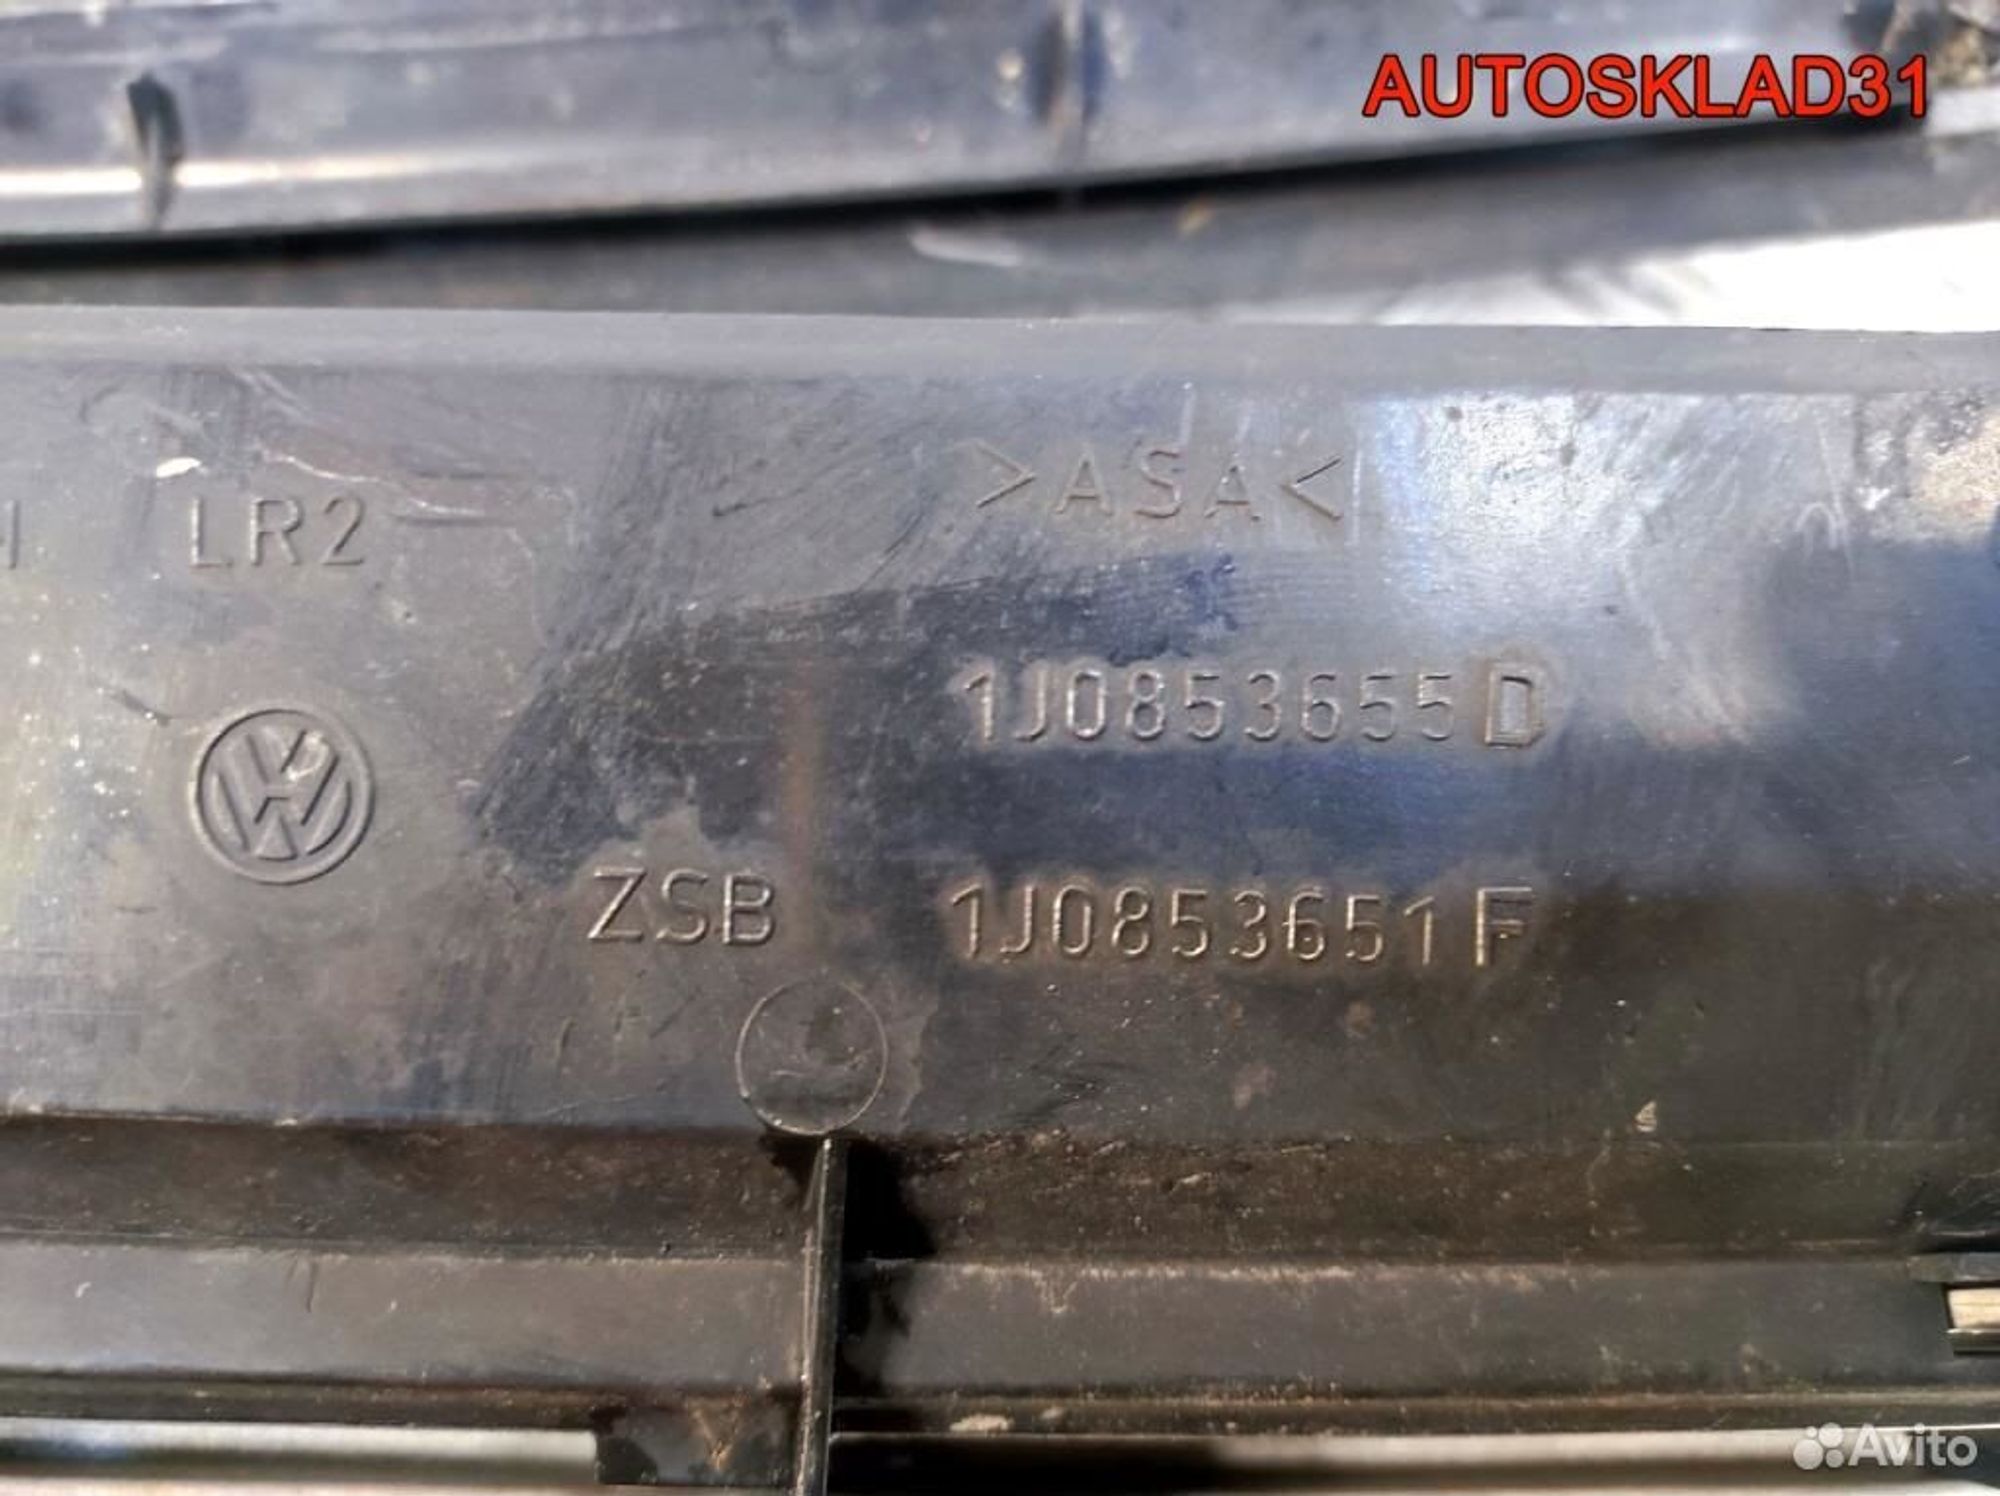 AUTOSKLAD31
>ASA<
LR2
1J0853655D
ZSB 1J0853651F
Avito